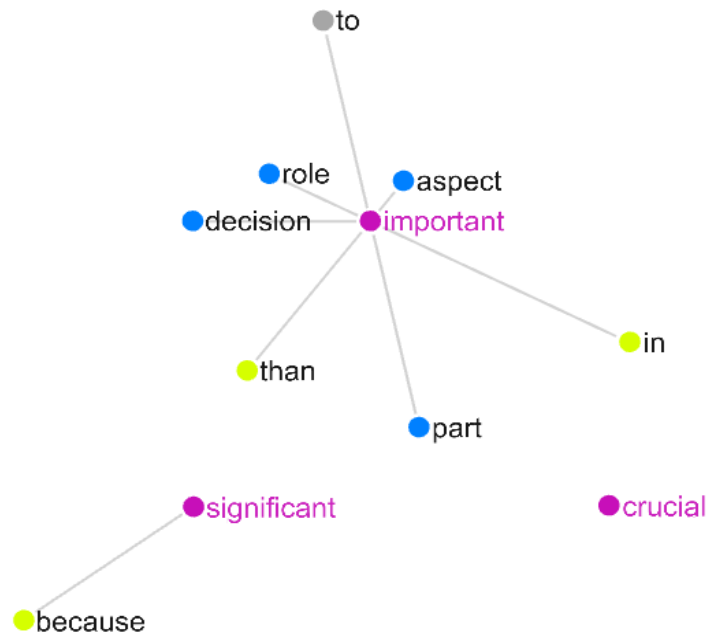 to
role
aspect
decision
important
than
in
part
significant
crucial
because